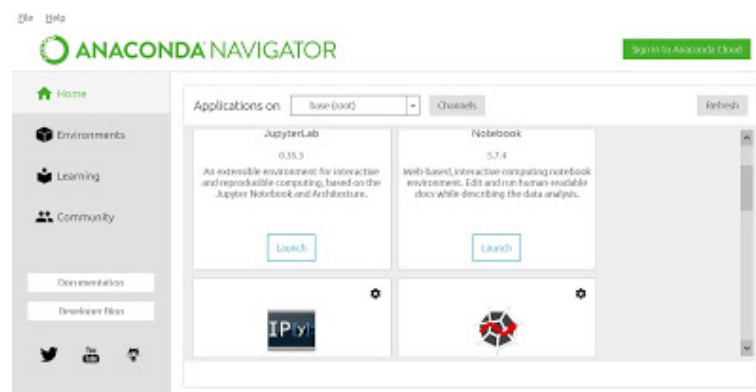 File Help
ANACONDA NAVIGATOR
Sign in to Anaconda Cloud
Home
Environments
Learning
Community
Documentation
Developer Blog
You
Tube
Applications on
base (root)
Channels
Refresh
JupyterLab
0.35.3
An extensible environment for interactive
and reproducible computing, based on the
Jupyter Notebook and Architecture.
Launch
Notebook
5.7.4
Web-based, interactive computing notebook
environment. Edit and run human-readable
docs while describing the data analysis.
Launch
IP[y]: